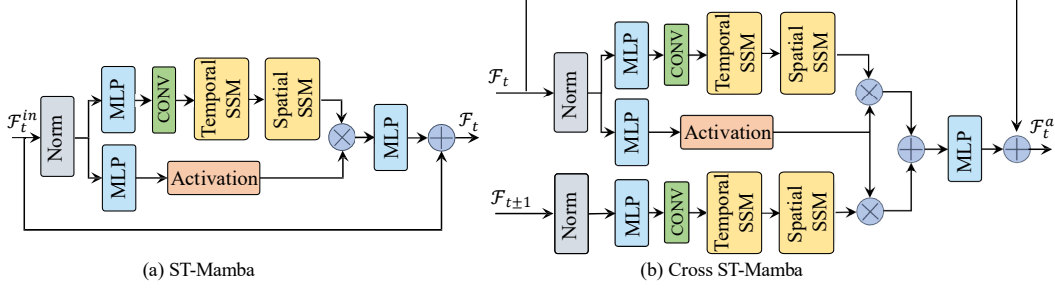 ℱ_t^{in}
Norm
MLP
CONV
Temporal
SSM
Spatial
SSM
MLP
Activation
MLP
ℱ_t
(a) ST-Mamba
ℱ_t
Norm
MLP
CONV
Temporal
SSM
Spatial
SSM
MLP
Activation
ℱ_{t±1}
Norm
MLP
CONV
Temporal
SSM
Spatial
SSM
MLP
ℱ_t^a
(b) Cross ST-Mamba